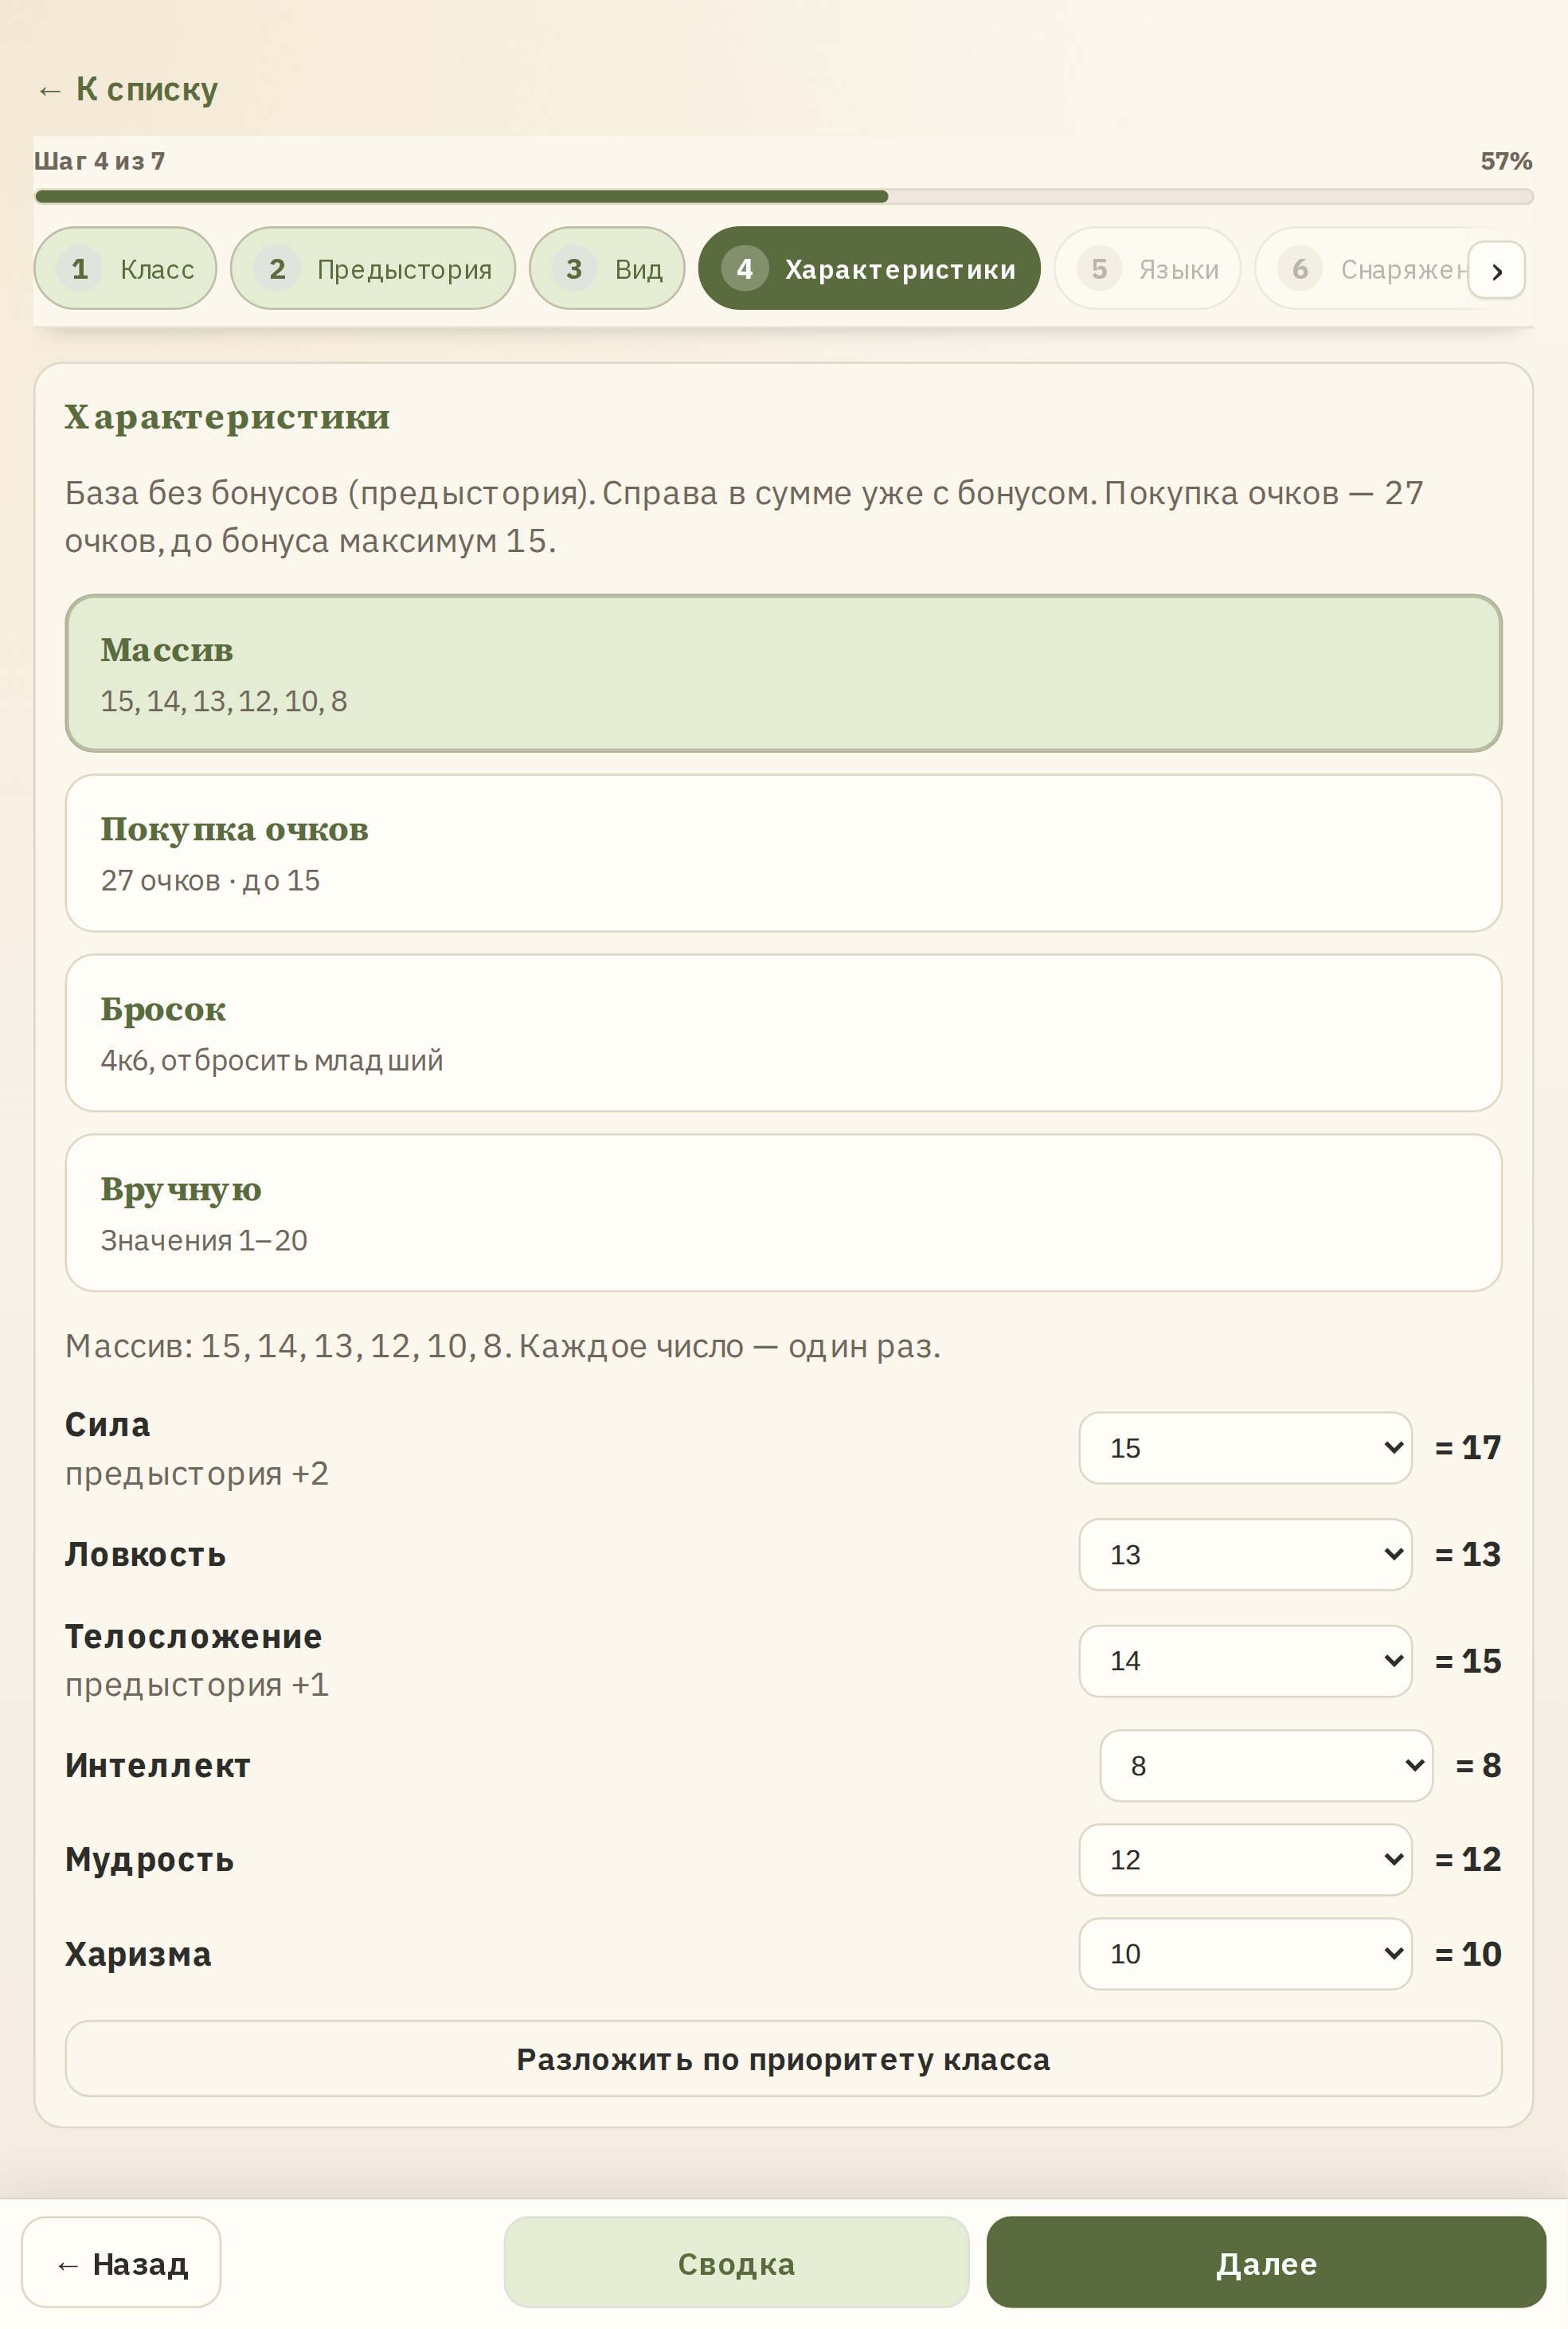 ← К списку
Шаг 4 из 7 57%
1 Класс 2 Предыстория 3 Вид 4 Характеристики 5 Языки 6 Снаряжен ›
Характеристики
База без бонусов (предыстория). Справа в сумме уже с бонусом. Покупка очков — 27
очков, до бонуса максимум 15.
Массив
15, 14, 13, 12, 10, 8
Покупка очков
27 очков · до 15
Бросок
4к6, отбросить младший
Вручную
Значения 1–20
Массив: 15, 14, 13, 12, 10, 8. Каждое число — один раз.
Сила
предыстория +2
15 = 17
Ловкость 13 = 13
Телосложение
предыстория +1
14 = 15
Интеллект 8 = 8
Мудрость 12 = 12
Харизма 10 = 10
Разложить по приоритету класса
← Назад Сводка Далее